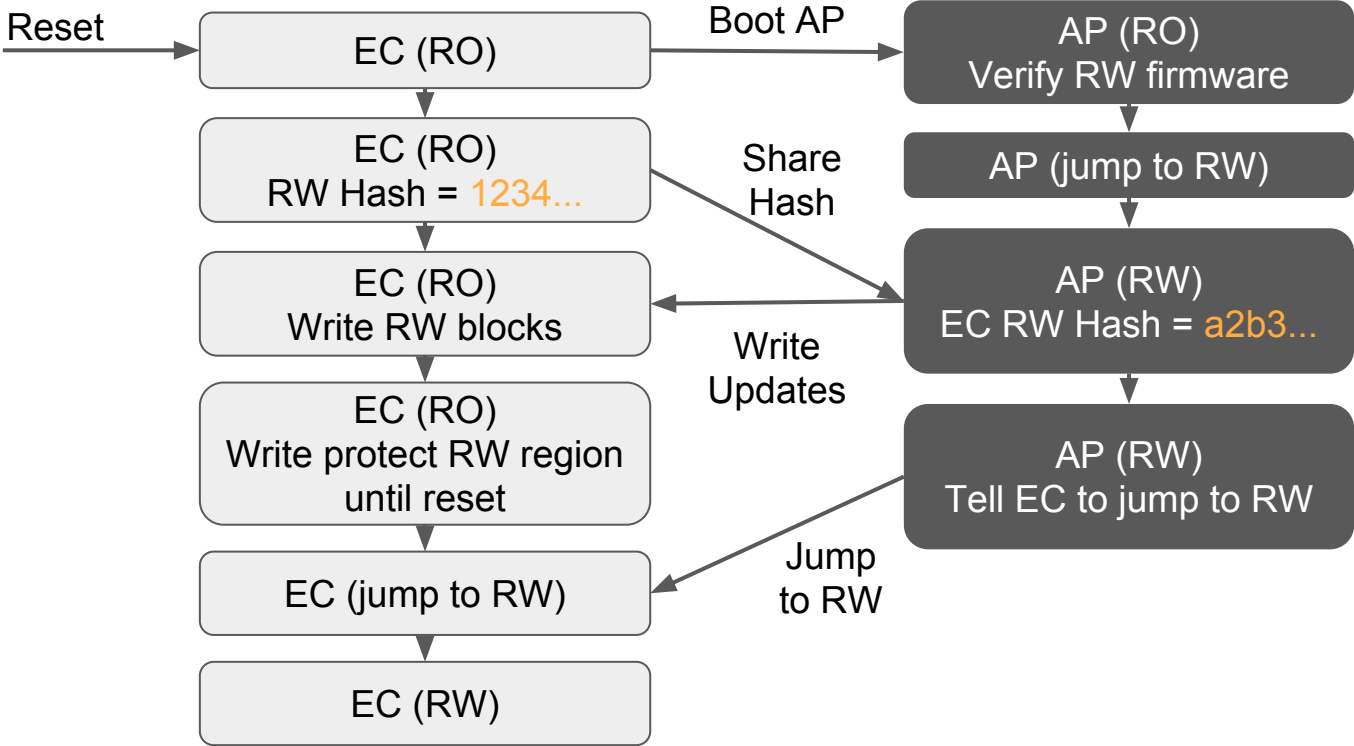 Reset
EC (RO)
Boot AP
AP (RO)
Verify RW firmware
EC (RO)
RW Hash = 1234...
Share
Hash
AP (jump to RW)
EC (RO)
Write RW blocks
AP (RW)
EC RW Hash = a2b3...
Write
Updates
EC (RO)
Write protect RW region
until reset
AP (RW)
Tell EC to jump to RW
Jump
to RW
EC (jump to RW)
EC (RW)